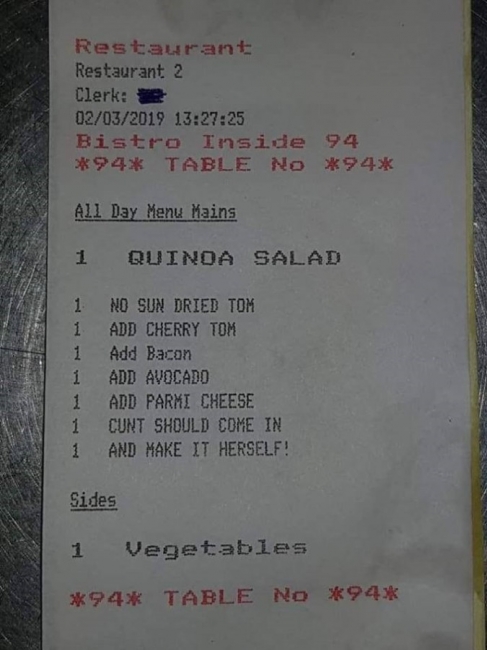 Restaurant
Restaurant 2
Clerk:
02/03/2019 13:27:25
Bistro Inside 94
*94* TABLE No *94*
All Day Menu Mains
1 QUINOA SALAD
1 NO SUN DRIED TOM
1 ADD CHERRY TOM
1 Add Bacon
1 ADD AVOCADO
1 ADD PARMI CHEESE
1 CUNT SHOULD COME IN
1 AND MAKE IT HERSELF!
Sides
1 Vegetables
*94* TABLE No *94*